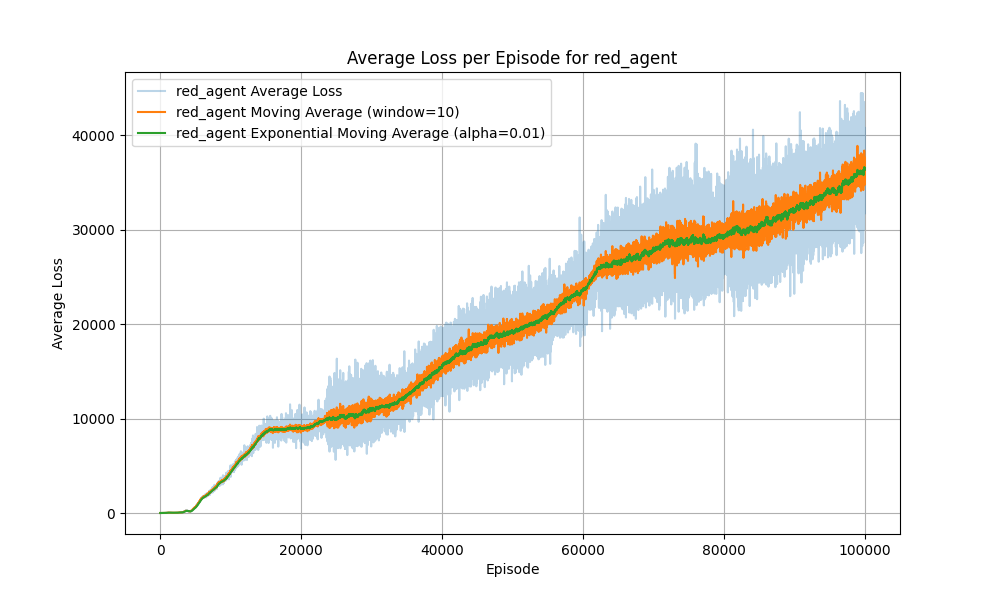 Average Loss per Episode for red_agent
red_agent Average Loss
red_agent Moving Average (window=10)
red_agent Exponential Moving Average (alpha=0.01)
Average Loss
40000
30000
20000
10000
0
0 20000 40000 60000 80000 100000
Episode